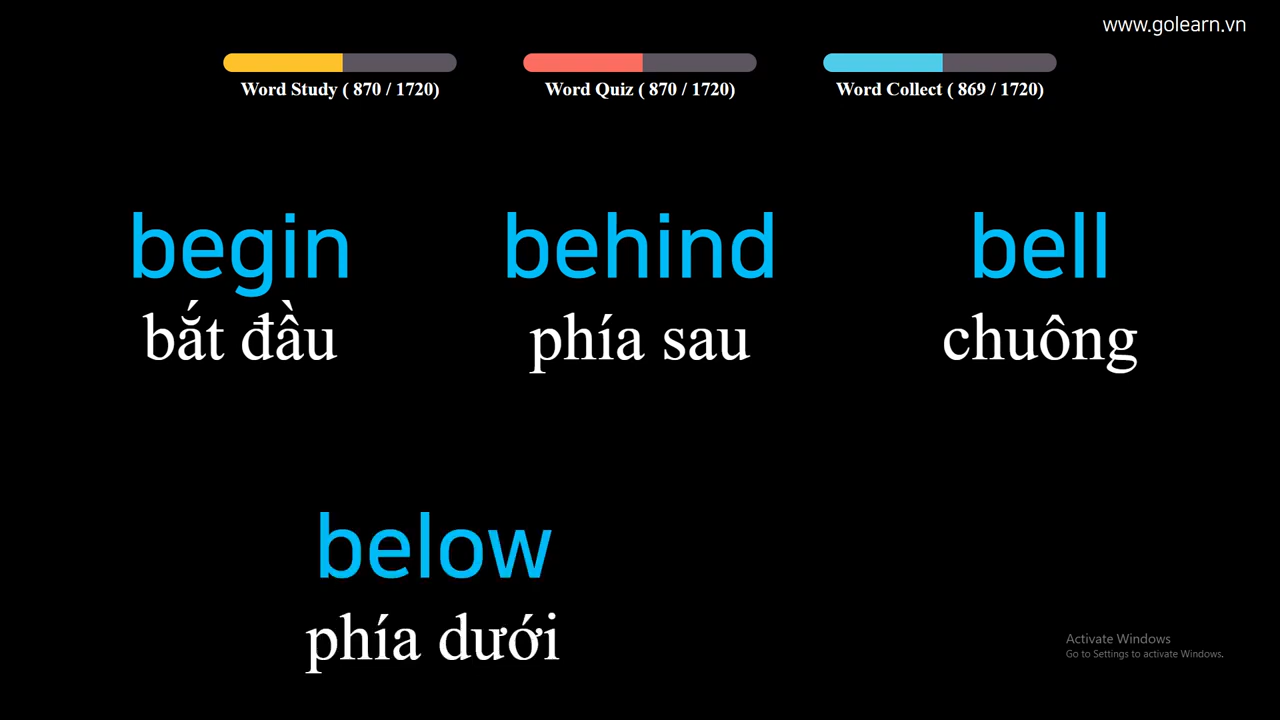 www.golearn.vn
Word Study ( 870 / 1720)
Word Quiz ( 870 / 1720)
Word Collect ( 869 / 1720)
begin
bắt đầu
behind
phía sau
bell
chuông
below
phía dưới
Activate Windows
Go to Settings to activate Windows.